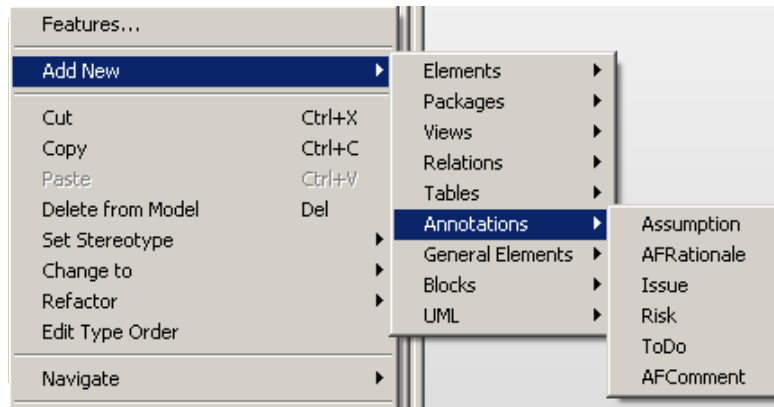 Features...
Add New
Cut Ctrl+X
Copy Ctrl+C
Paste Ctrl+V
Delete from Model Del
Set Stereotype
Change to
Refactor
Edit Type Order
Navigate
Elements
Packages
Views
Relations
Tables
Annotations
General Elements
Blocks
UML
Assumption
AFRationale
Issue
Risk
ToDo
AFComment